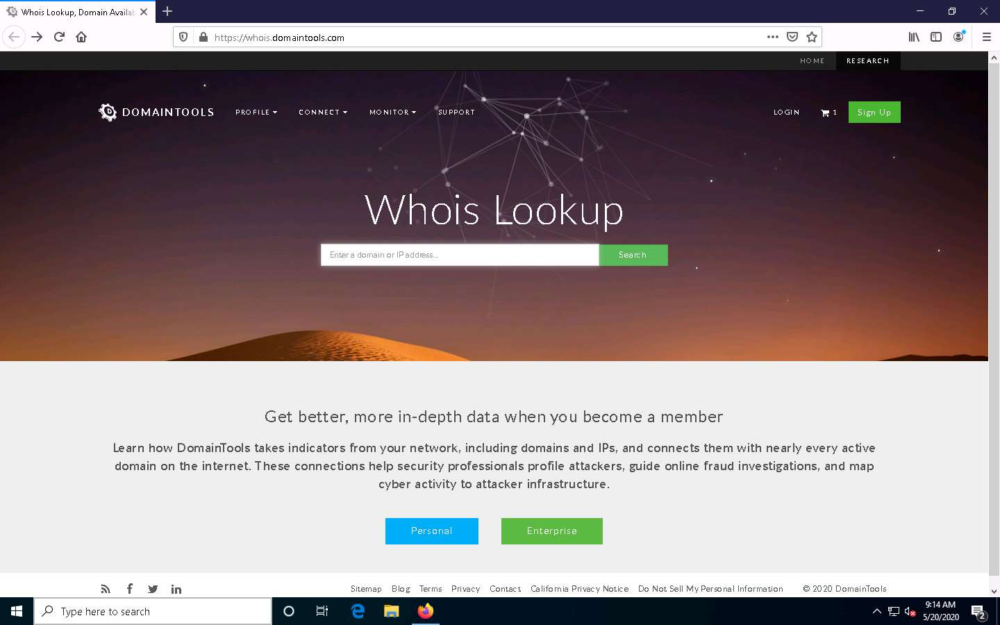 Whois Lookup, Domain Availab
https://whois.domaintools.com
HOME
RESEARCH
DOMAINTOOLS
PROFILE
CONNECT
MONITOR
SUPPORT
LOGIN
1
Sign Up
Whois Lookup
Enter a domain or IP address...
Search
Get better, more in-depth data when you become a member
Learn how DomainTools takes indicators from your network, including domains and IPs, and connects them with nearly every active
domain on the internet. These connections help security professionals profile attackers, guide online fraud investigations, and map
cyber activity to attacker infrastructure.
Personal
Enterprise
Sitemap
Blog
Terms
Privacy
Contact
California Privacy Notice
Do Not Sell My Personal Information
© 2020 DomainTools
Type here to search
9:14 AM
5/20/2020
2